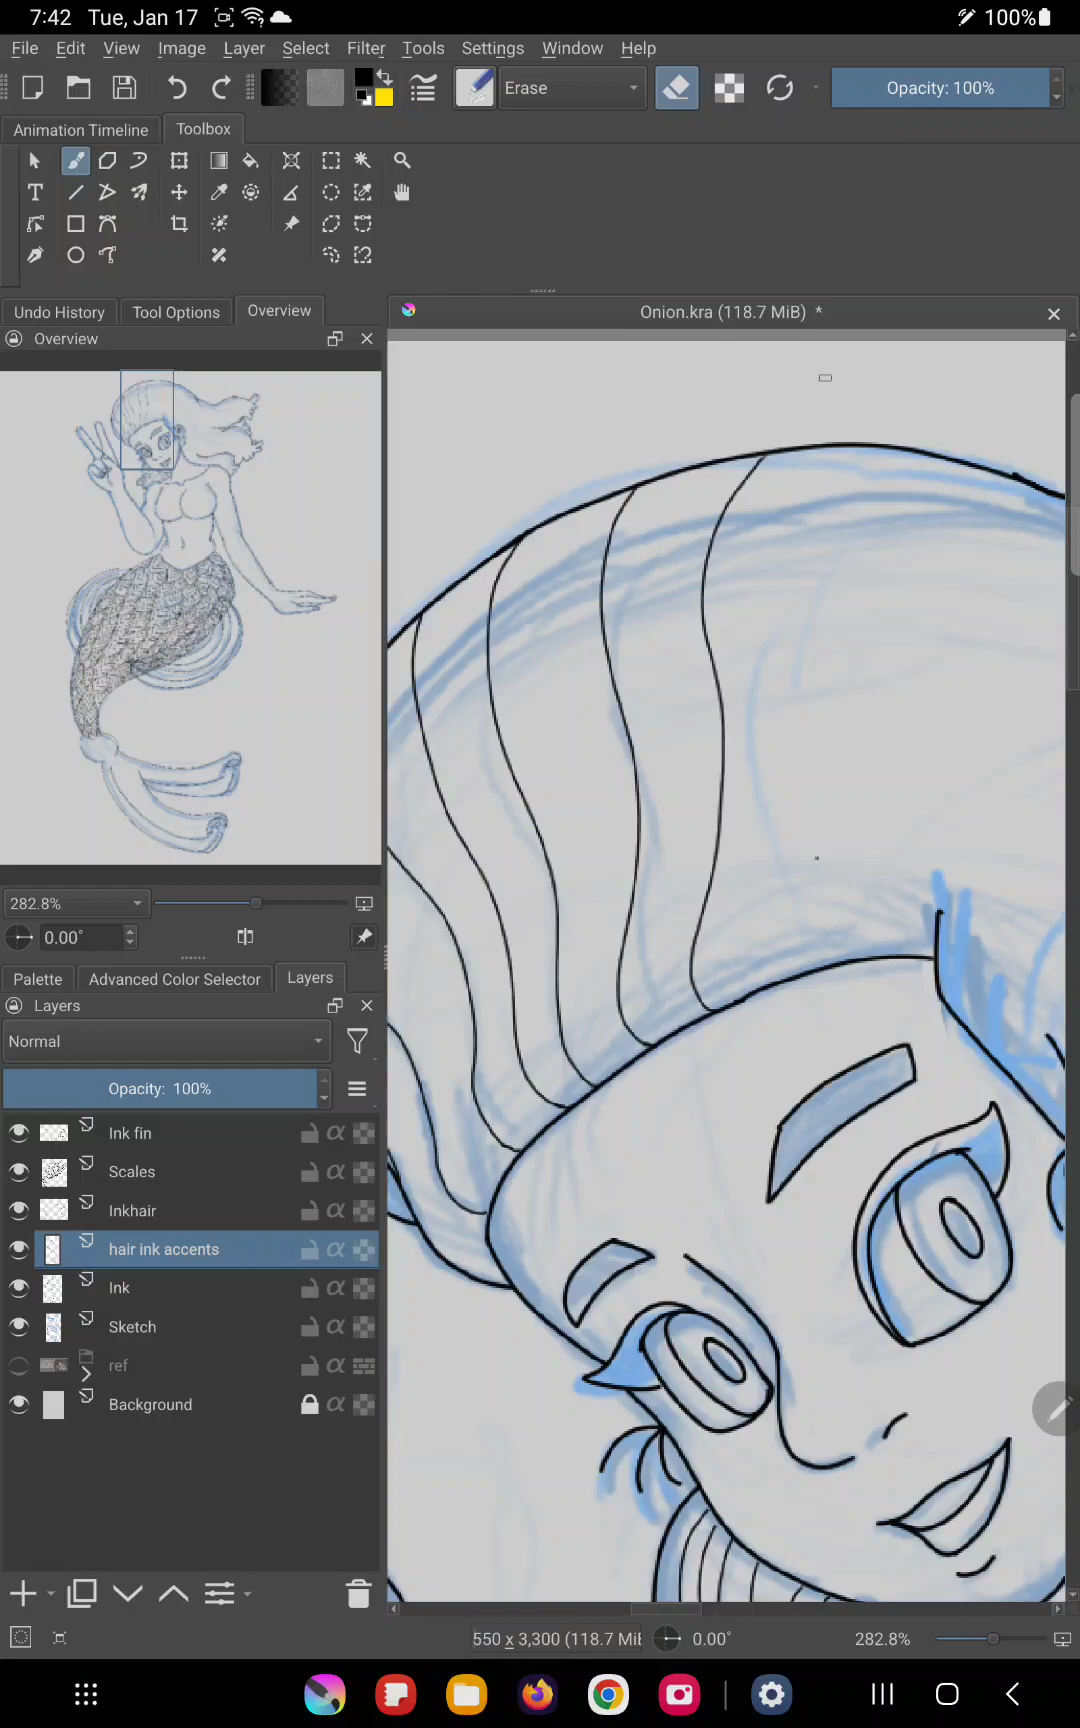 7:42 Tue, Jan 17 100%
File Edit View Image Layer Select Filter Tools Settings Window Help
Erase Opacity: 100%
Animation Timeline Toolbox
Undo History Tool Options Overview
Onion.kra (118.7 MiB) *
Overview
282.8%
0.00°
Palette Advanced Color Selector Layers
Layers
Normal
Opacity: 100%
Ink fin
Scales
Inkhair
hair ink accents
Ink
Sketch
ref
Background
550 x 3,300 (118.7 MiB 0.00° 282.8%